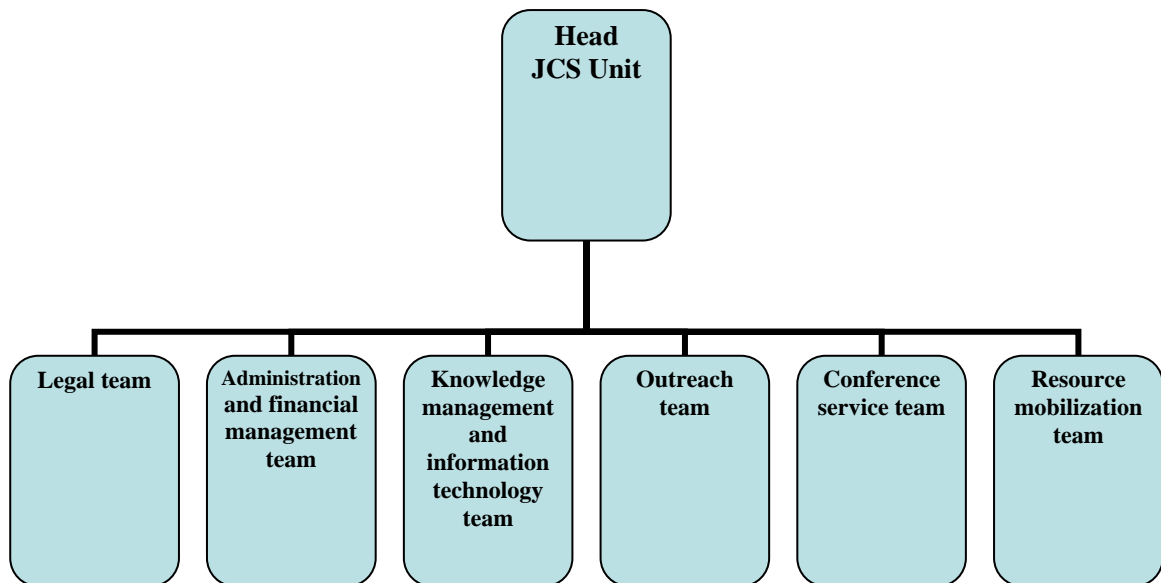 Head
JCS Unit
Legal team
Administration
and financial
management
team
Knowledge
management
and
information
technology
team
Outreach
team
Conference
service team
Resource
mobilization
team